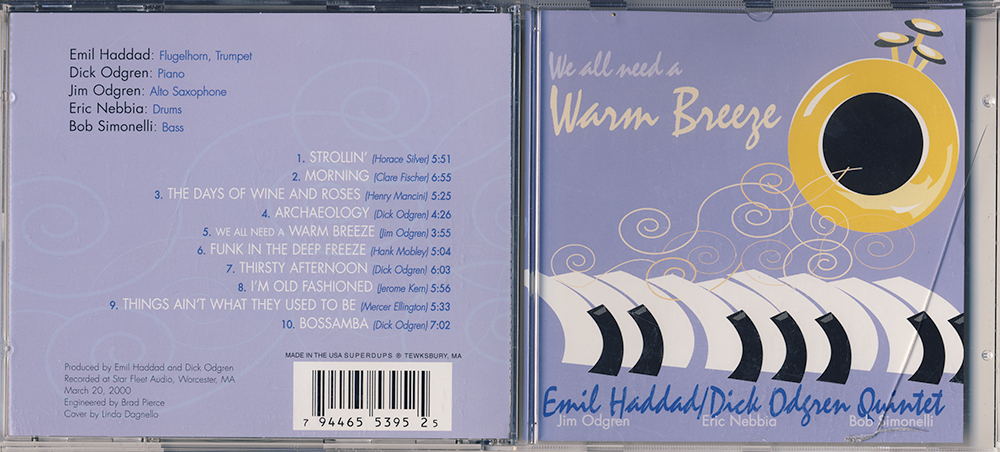 Emil Haddad: Flugelhorn, Trumpet
Dick Odgren: Piano
Jim Odgren: Alto Saxophone
Eric Nebbia: Drums
Bob Simonelli: Bass
1. STROLLIN' (Horace Silver) 5:51
2. MORNING (Clare Fischer) 6:55
3. THE DAYS OF WINE AND ROSES (Henry Mancini) 5:25
4. ARCHAEOLOGY (Dick Odgren) 4:26
5. WE ALL NEED A WARM BREEZE (Jim Odgren) 3:55
6. FUNK IN THE DEEP FREEZE (Hank Mobley) 5:04
7. THIRSTY AFTERNOON (Dick Odgren) 6:03
8. I'M OLD FASHIONED (Jerome Kern) 5:56
9. THINGS AIN'T WHAT THEY USED TO BE (Mercer Ellington) 5:33
10. BOSSAMBA (Dick Odgren) 7:02
MADE IN THE USA SUPERDUPS ® TEWKSBURY, MA
Produced by Emil Haddad and Dick Odgren
Recorded at Star Fleet Audio, Worcester, MA
March 20, 2000
Engineered by Brad Pierce
Cover by Linda Dagnello
7 94465 5395 2 5
We all need a
Warm Breeze
Emil Haddad/Dick Odgren Quintet
Jim Odgren Eric Nebbia Bob Simonelli